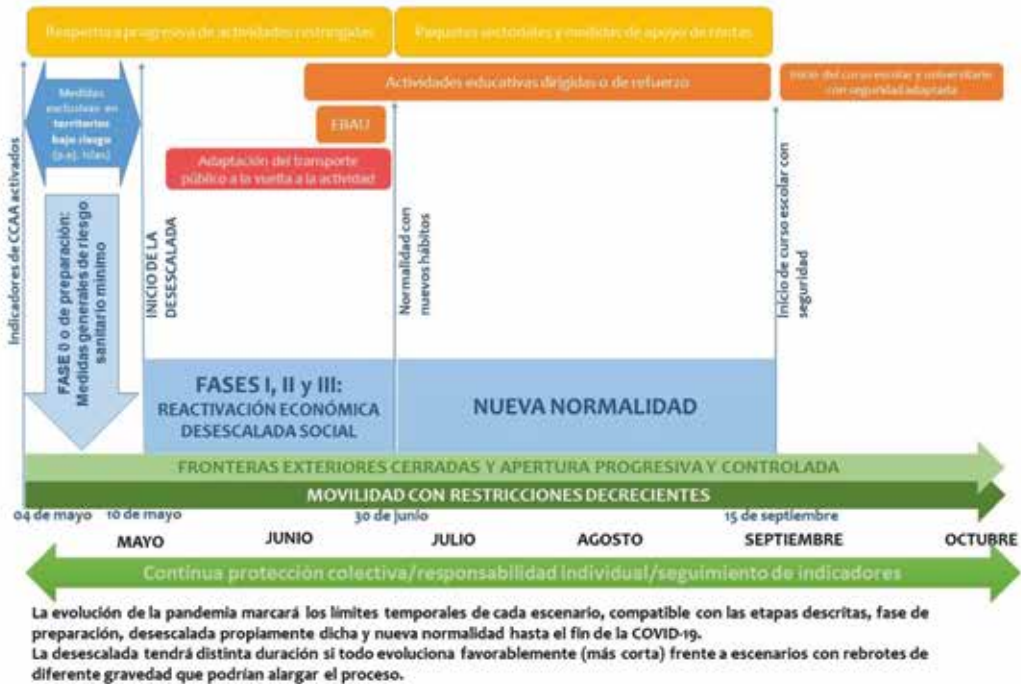 Reapertura progresiva de actividades restringidas
Paquetes sectoriales y medidas de apoyo de rentas
Actividades educativas dirigidas o de refuerzo
Inicio del curso escolar y universitario
con seguridad adaptada
Indicadores de CCAA activados
Medidas
exclusivas en
territorios
bajo riesgo
(p.ej. Islas)
EBAU
Adaptación del transporte
público a la vuelta a la actividad
FASE 0 o de preparación:
Medidas generales de riesgo
sanitario mínimo
INICIO DE LA
DESESCALADA
Normalidad con
nuevos hábitos
Inicio de curso escolar con
seguridad
FASES I, II y III:
REACTIVACIÓN ECONÓMICA
DESESCALADA SOCIAL
NUEVA NORMALIDAD
FRONTERAS EXTERIORES CERRADAS Y APERTURA PROGRESIVA Y CONTROLADA
MOVILIDAD CON RESTRICCIONES DECRECIENTES
04 de mayo 10 de mayo 30 de junio 15 de septiembre
MAYO JUNIO JULIO AGOSTO SEPTIEMBRE OCTUBRE
Continua protección colectiva/responsabilidad individual/seguimiento de indicadores
La evolución de la pandemia marcará los límites temporales de cada escenario, compatible con las etapas descritas, fase de
preparación, desescalada propiamente dicha y nueva normalidad hasta el fin de la COVID-19.
La desescalada tendrá distinta duración si todo evoluciona favorablemente (más corta) frente a escenarios con rebrotes de
diferente gravedad que podrían alargar el proceso.